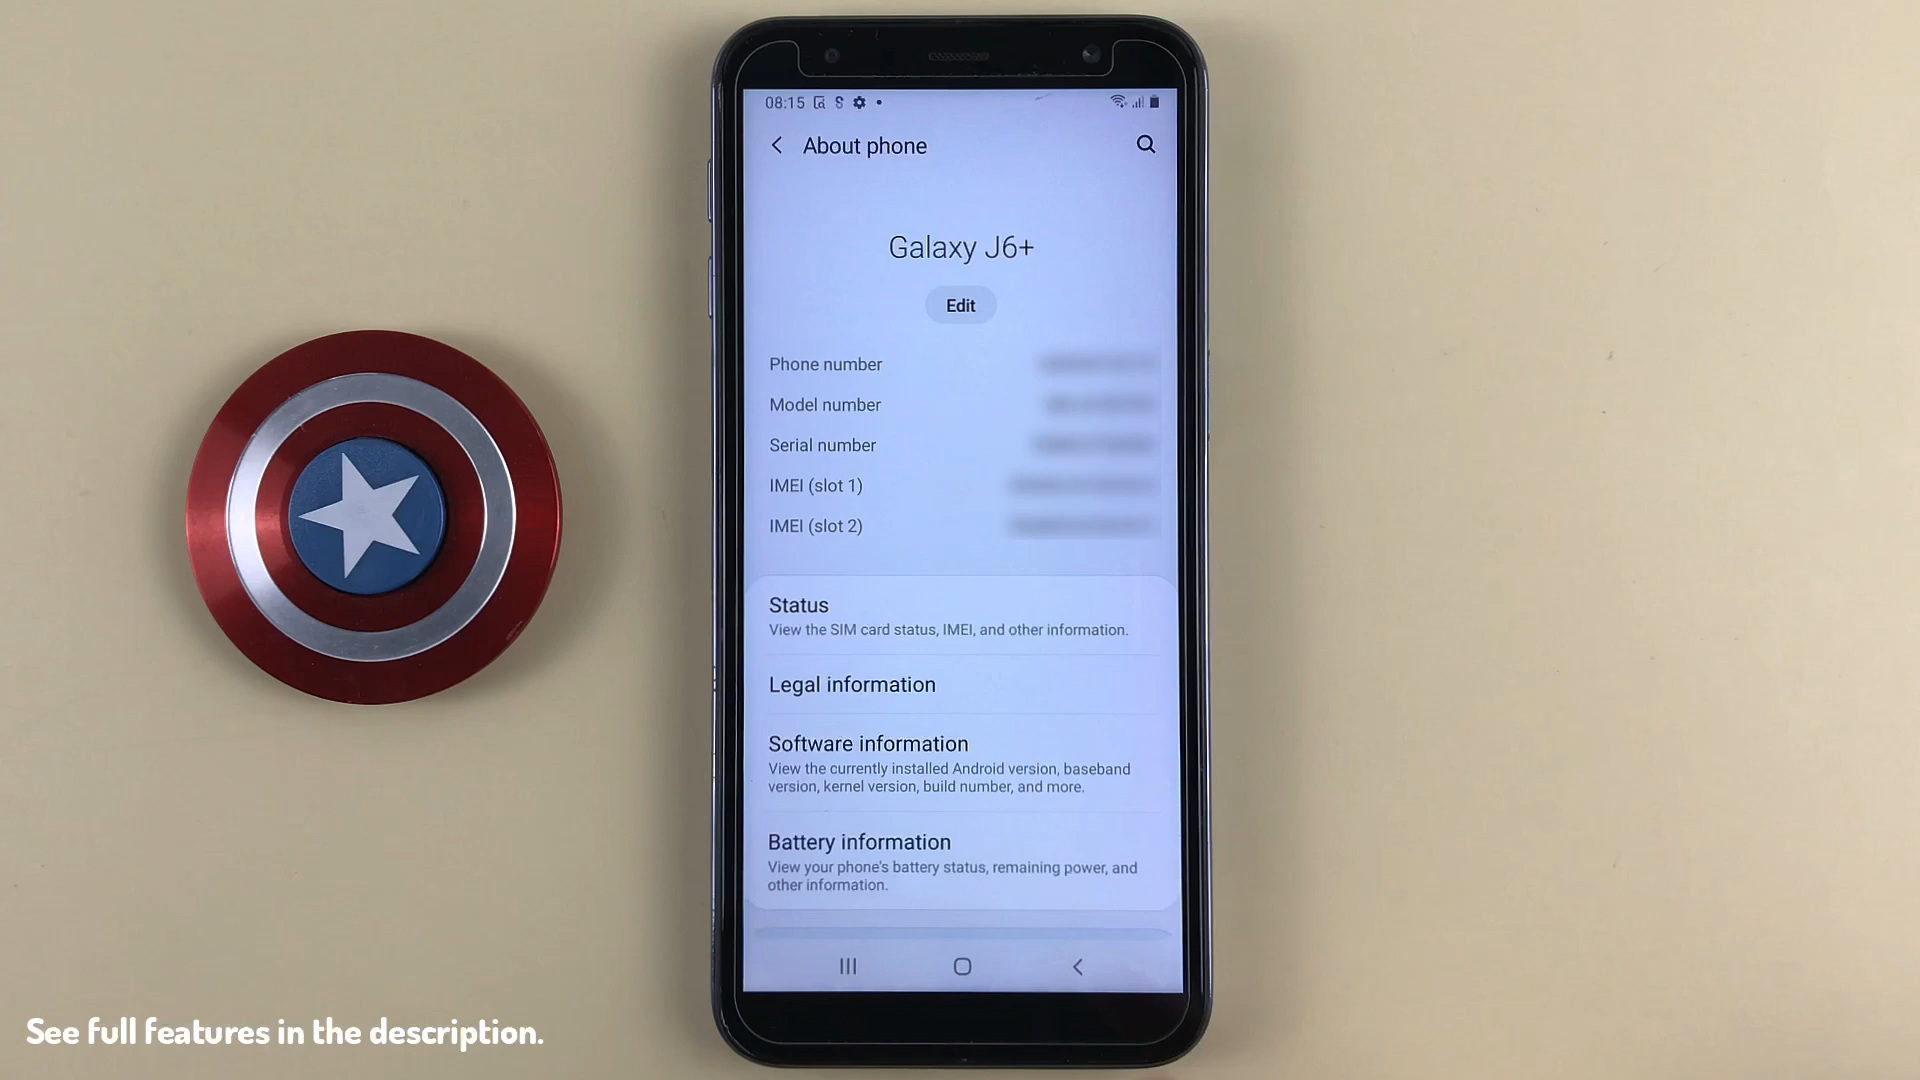 08:15
About phone
Galaxy J6+
Edit
Phone number
Model number
Serial number
IMEI (slot 1)
IMEI (slot 2)
Status
View the SIM card status, IMEI, and other information.
Legal information
Software information
View the currently installed Android version, baseband
version, kernel version, build number, and more.
Battery information
View your phone's battery status, remaining power, and
other information.
See full features in the description.